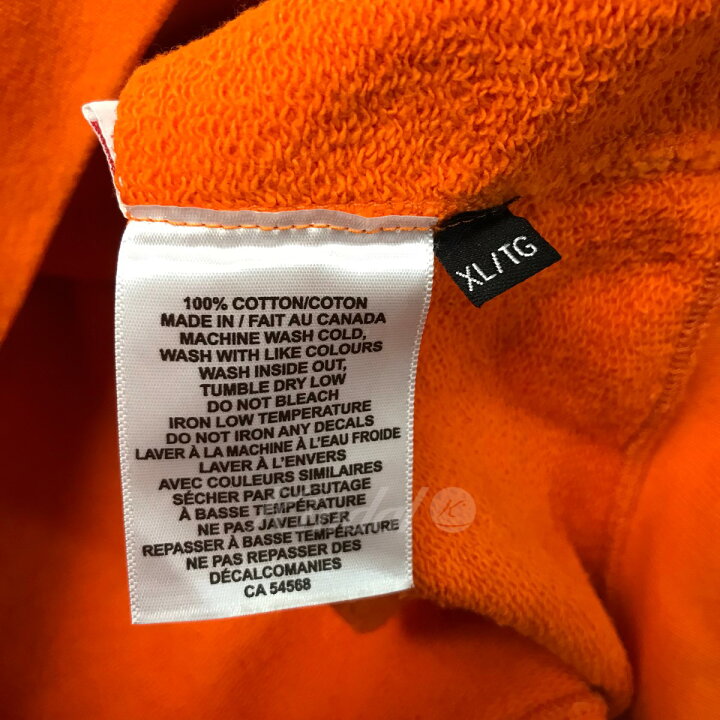 XL/TG
100% COTTON/COTON
MADE IN / FAIT AU CANADA
MACHINE WASH COLD,
WASH WITH LIKE COLOURS
WASH INSIDE OUT,
TUMBLE DRY LOW
DO NOT BLEACH
IRON LOW TEMPERATURE
DO NOT IRON ANY DECALS
LAVER À LA MACHINE À L'EAU FROIDE
LAVER À L'ENVERS
AVEC COULEURS SIMILAIRES
SÉCHER PAR CULBUTAGE
À BASSE TEMPÉRATURE
NE PAS JAVELLISER
REPASSER À BASSE TEMPÉRATURE
NE PAS REPASSER DES
DÉCALCOMANIES
CA 54568